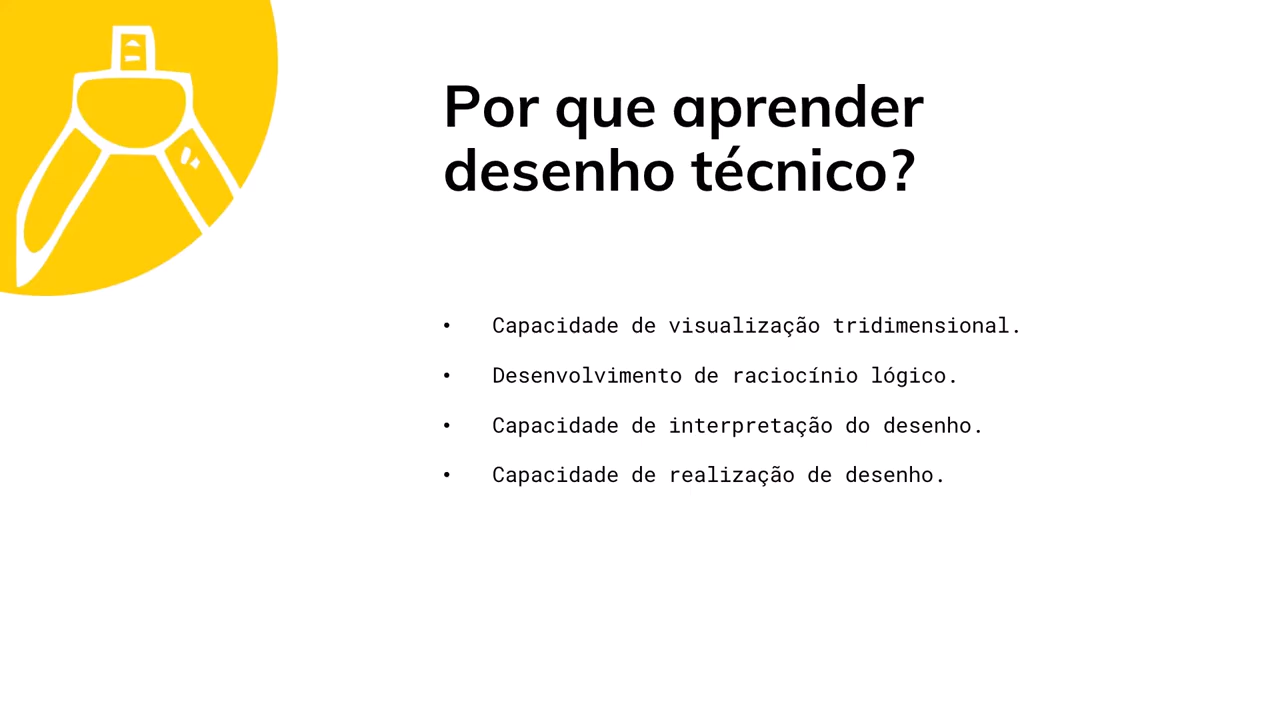 Por que aprender
desenho técnico?
• Capacidade de visualização tridimensional.
• Desenvolvimento de raciocínio lógico.
• Capacidade de interpretação do desenho.
• Capacidade de realização de desenho.